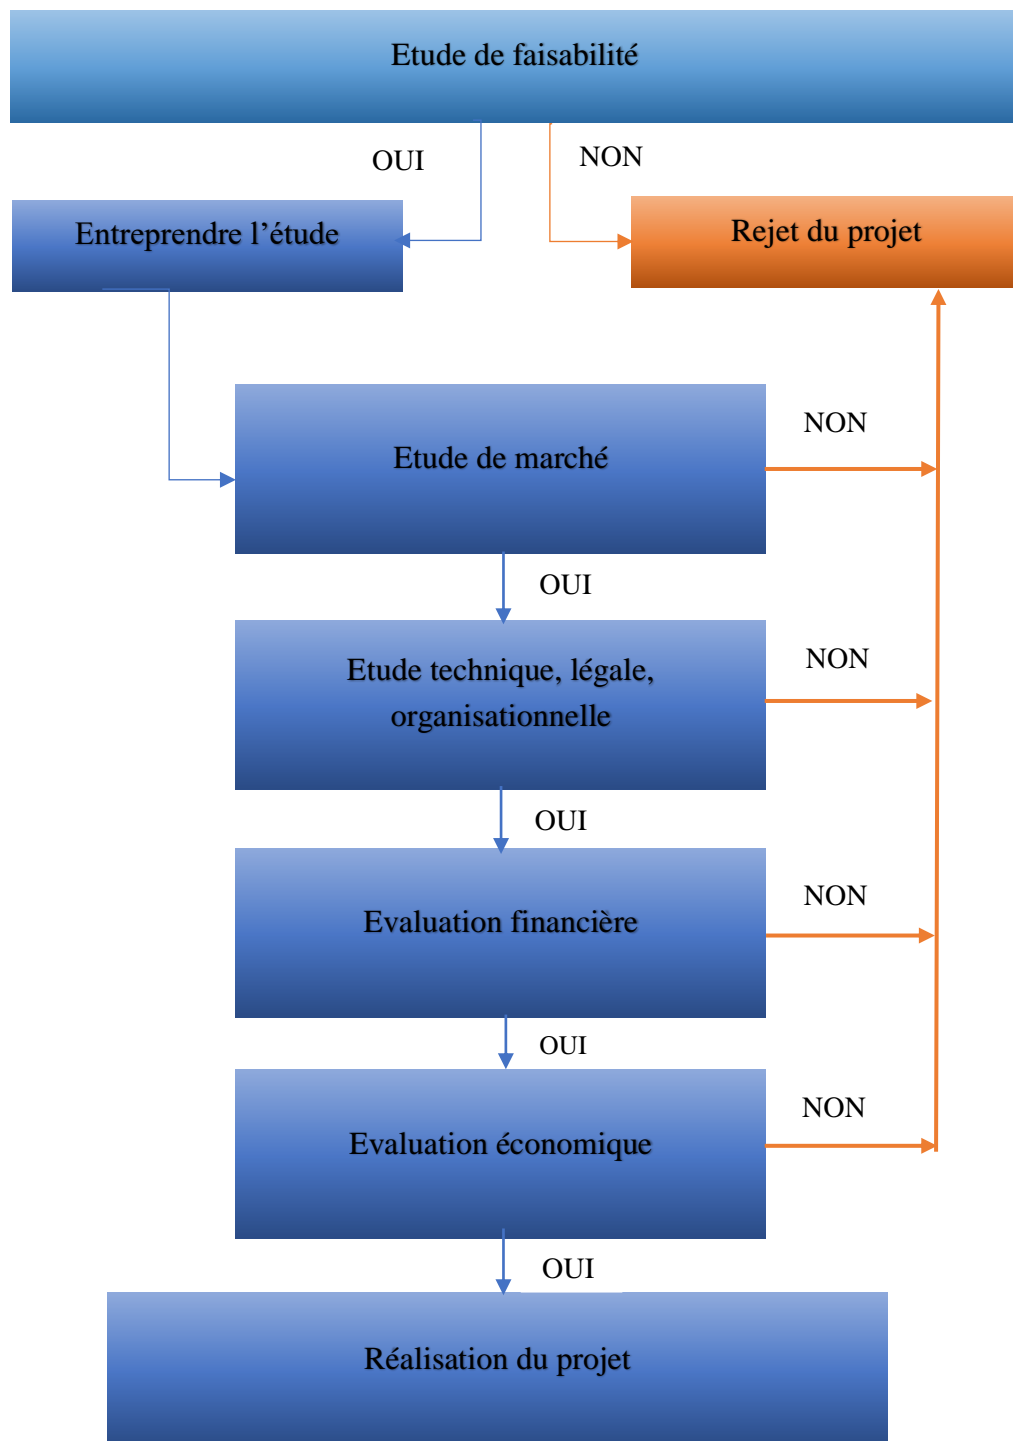 Etude de faisabilité
OUI
NON
Entreprendre l’étude
Rejet du projet
Etude de marché
NON
OUI
Etude technique, légale,
organisationnelle
NON
OUI
Evaluation financière
NON
OUI
Evaluation économique
NON
OUI
Réalisation du projet